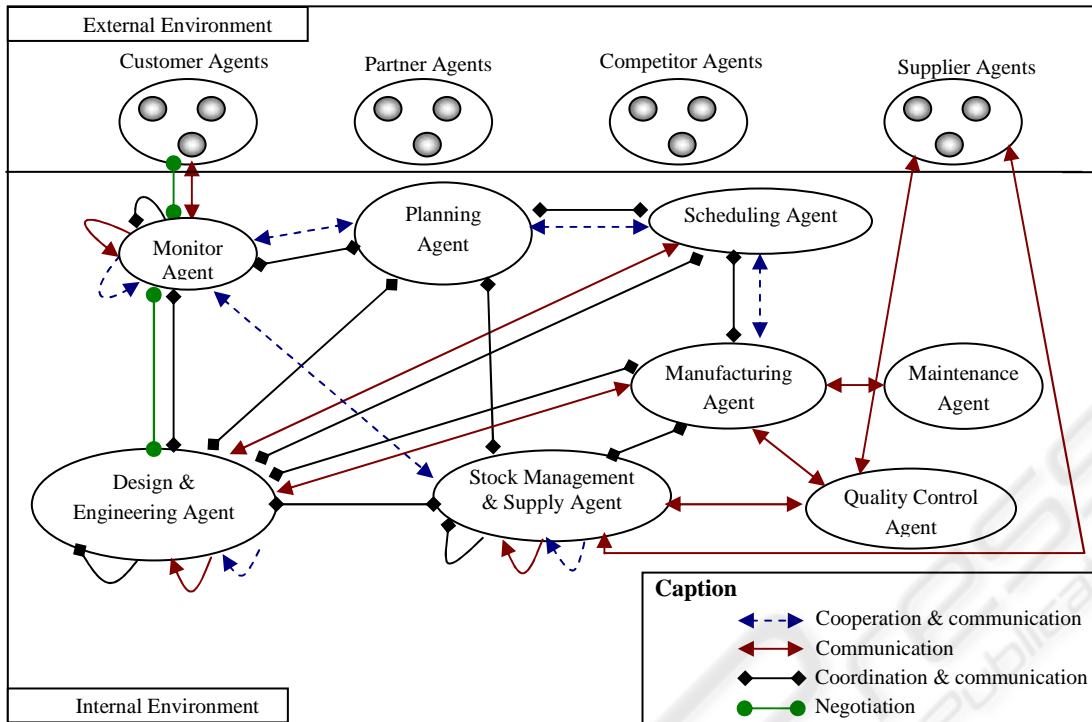 External Environment
Customer Agents
Partner Agents
Competitor Agents
Supplier Agents
Monitor
Agent
Planning
Agent
Scheduling Agent
Manufacturing
Agent
Maintenance
Agent
Design &
Engineering Agent
Stock Management
& Supply Agent
Quality Control
Agent
Caption
Cooperation & communication
Communication
Coordination & communication
Negotiation
Internal Environment